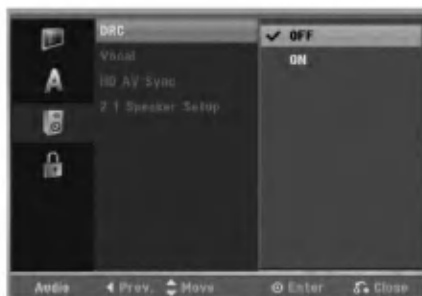 DRC
OFF
Vocal
ON
HD AV Sync
2.1 Speaker Setup
A
Audio
Prev.
Move
Enter
Close